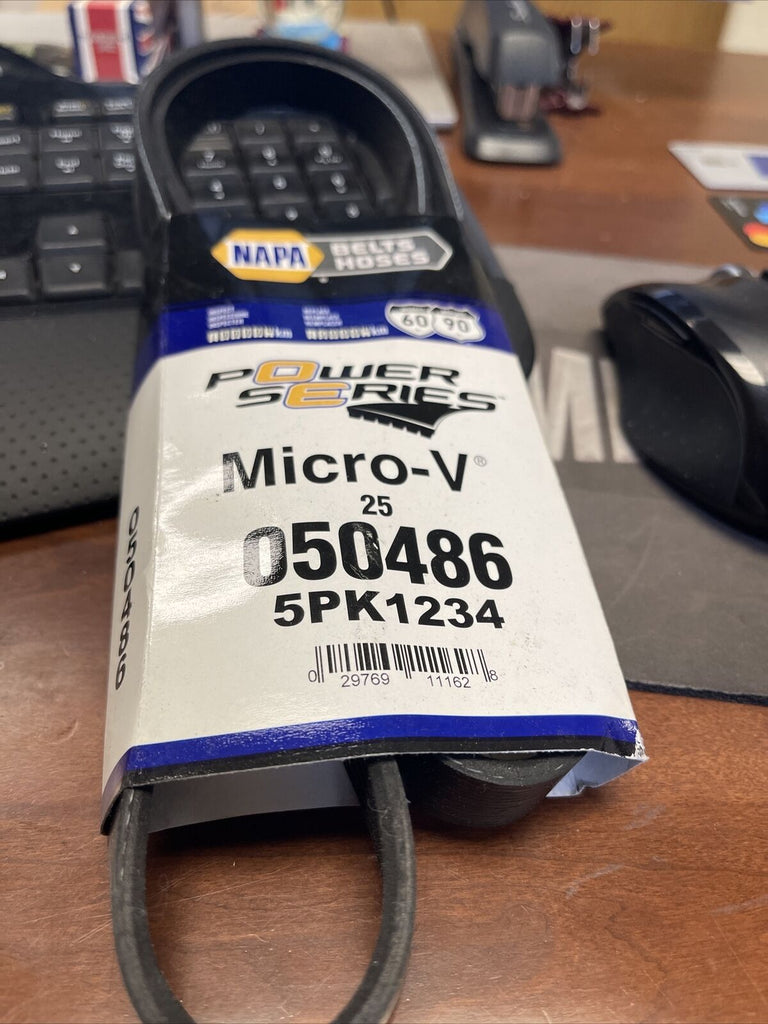 NAPA BELTS HOSES
60 90
POWER
SERIES
Micro-V®
25
050486
5PK1234
0 29769 11162 8
050486